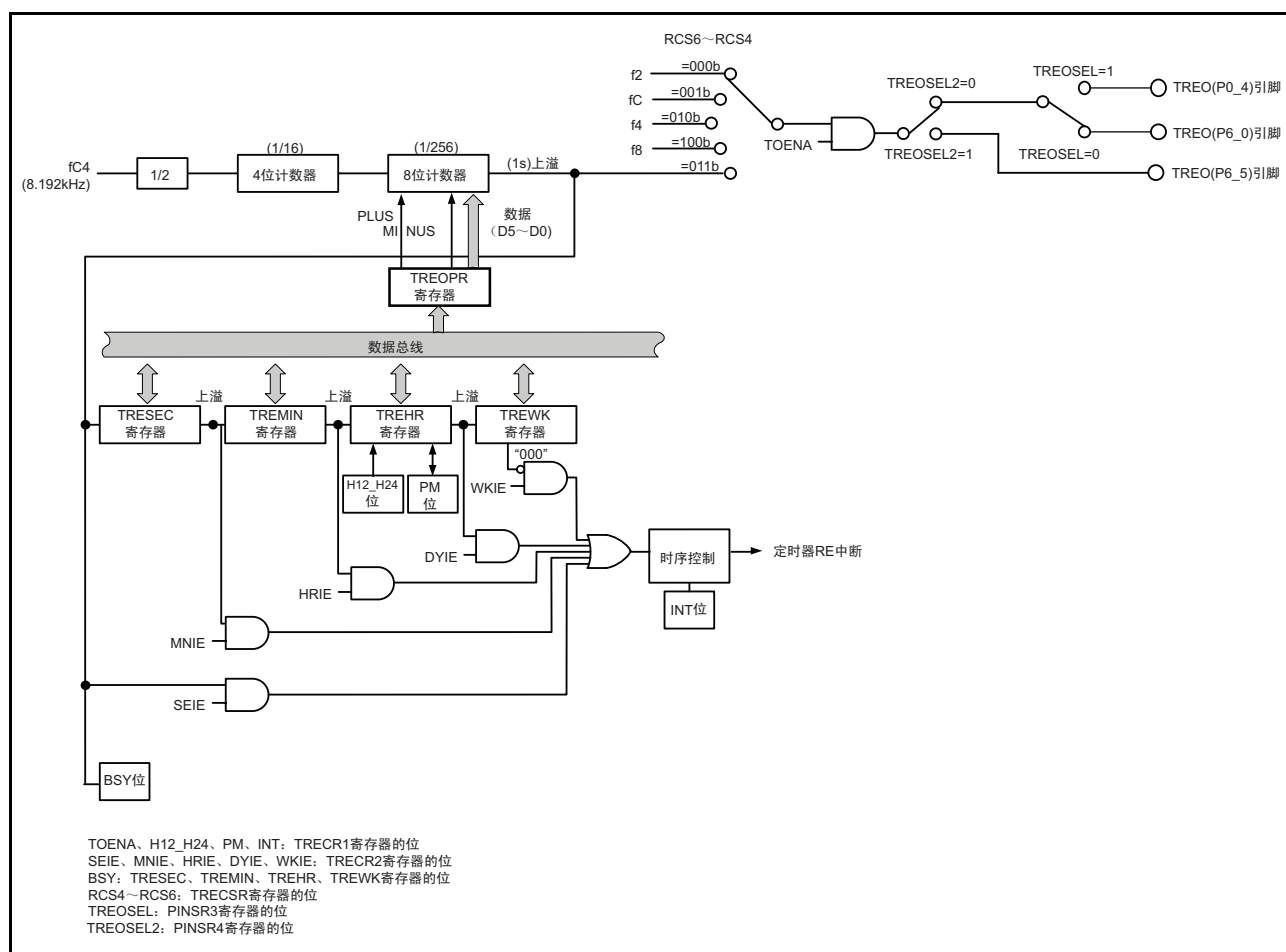 RCS6～RCS4
f2
=000b
fC
=001b
f4
=010b
f8
=100b
=011b
TOENA
TREOSEL2=0
TREOSEL2=1
TREOSEL=1
TREOSEL=0
TREO(P0_4)引脚
TREO(P6_0)引脚
TREO(P6_5)引脚
fC4
(8.192kHz)
1/2
(1/16)
4位计数器
(1/256)
8位计数器
(1s)上溢
PLUS
MI NUS
数据
（D5～D0)
TREOPR
寄存器
数据总线
TRESEC
寄存器
上溢
TREMIN
寄存器
上溢
TREHR
寄存器
上溢
TREWK
寄存器
H12_H24
位
PM
位
“000”
WKIE
DYIE
HRIE
MNIE
SEIE
时序控制
INT位
定时器RE中断
BSY位
TOENA、H12_H24、PM、INT：TRECR1寄存器的位
SEIE、MNIE、HRIE、DYIE、WKIE：TRECR2寄存器的位
BSY：TRESEC、TREMIN、TREHR、TREWK寄存器的位
RCS4～RCS6：TRECSR寄存器的位
TREOSEL：PINSR3寄存器的位
TREOSEL2：PINSR4寄存器的位